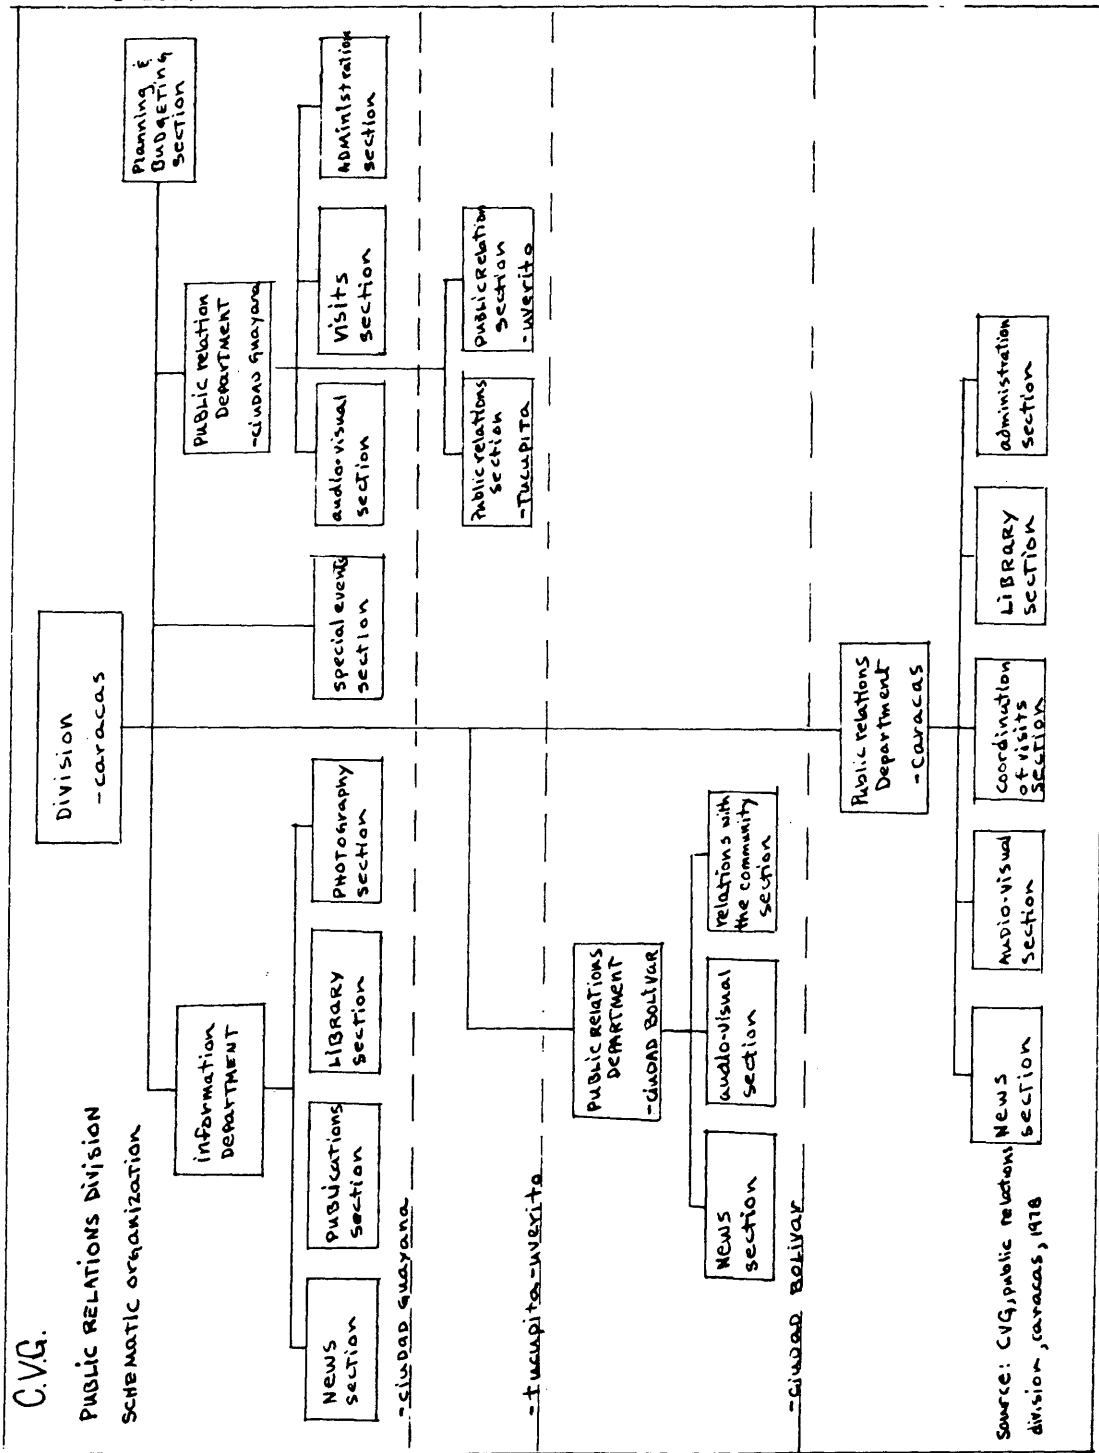 C.V.G.
PUBLIC RELATIONS DIVISION
SCHEMATIC ORGANIZATION
DIVISION
-caracas
Planning &
BUDGETING
section
information
DEPARTMENT
PUBLIC relation
DEPARTMENT
-CIUDAD GUAYANA
NEWS
section
PUBLICATIONS
section
LIBRARY
section
PHOTOGRAPHY
section
special events
section
audio-visual
section
VISITS
section
ADMINISTRATION
section
-CIUDAD GUAYANA
Public relations
section
-TUCUPITA
PUBLIC Relation
section
-UVERITO
-tucupita-uverito
PUBLIC RELATIONS
DEPARTMENT
-CIUDAD BOLIVAR
NEWS
section
audio-visual
section
relations with
the community
section
-CIUDAD BOLIVAR
Public relations
Department
-caracas
News
section
AUDIO-VISUAL
section
coordination
of visits
section
LIBRARY
section
administration
section
source: CVG, public relations
division, caracas, 1978